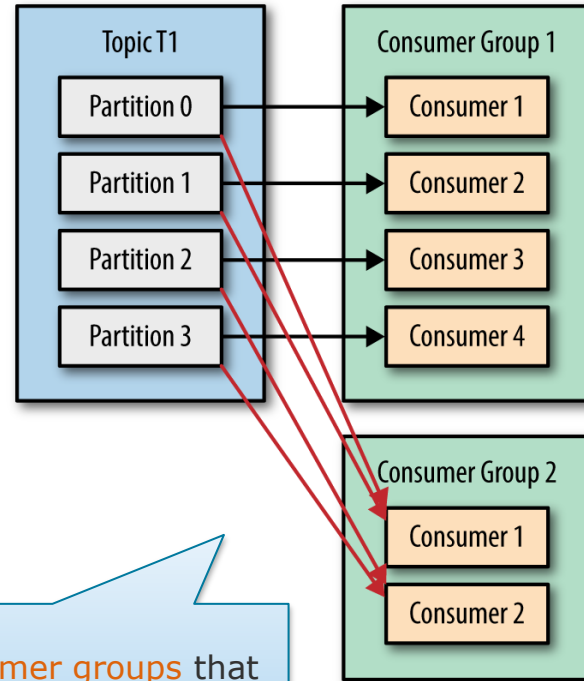 Topic T1
Partition 0
Partition 1
Partition 2
Partition 3
Consumer Group 1
Consumer 1
Consumer 2
Consumer 3
Consumer 4
Consumer Group 2
Consumer 1
Consumer 2
groups that